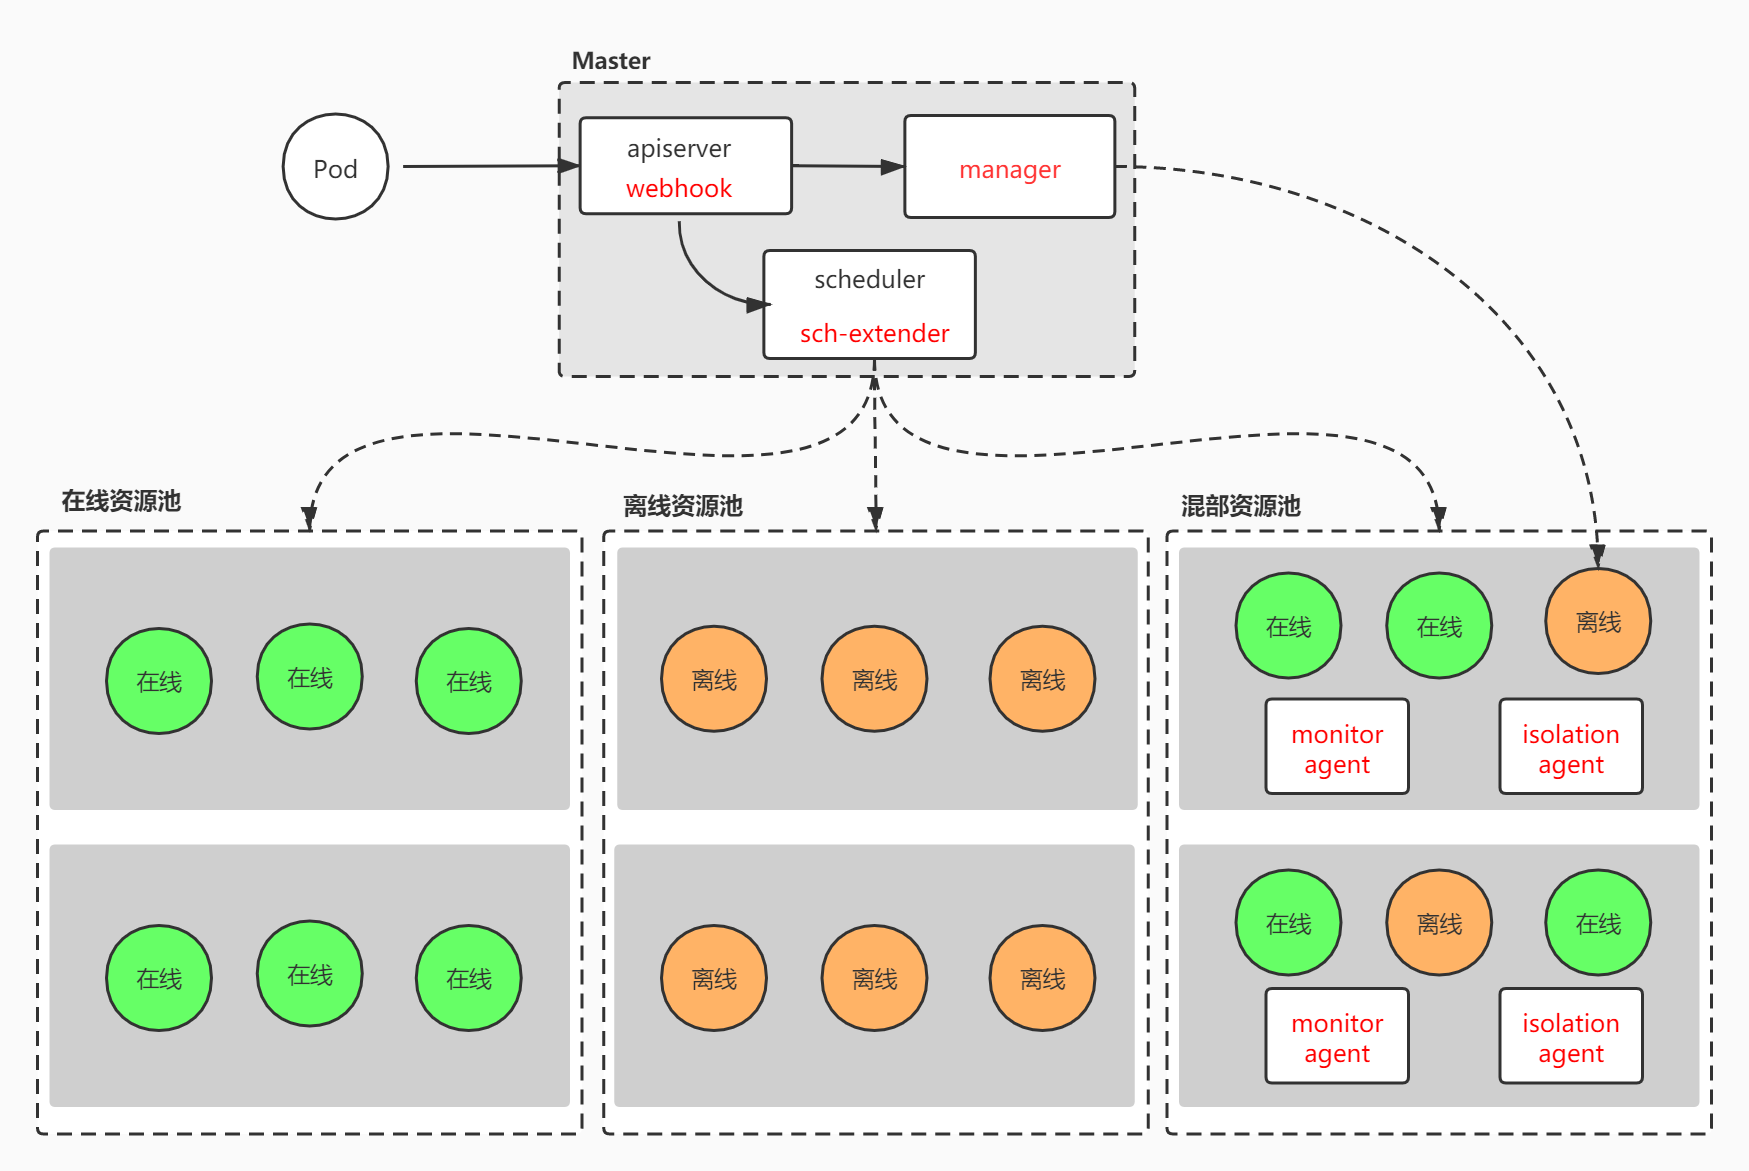 Master
Pod
apiserver
webhook
manager
scheduler
sch-extender
在线资源池
在线
在线
在线
在线
在线
在线
离线资源池
离线
离线
离线
离线
离线
离线
混部资源池
在线
在线
离线
monitor
agent
isolation
agent
在线
离线
在线
monitor
agent
isolation
agent